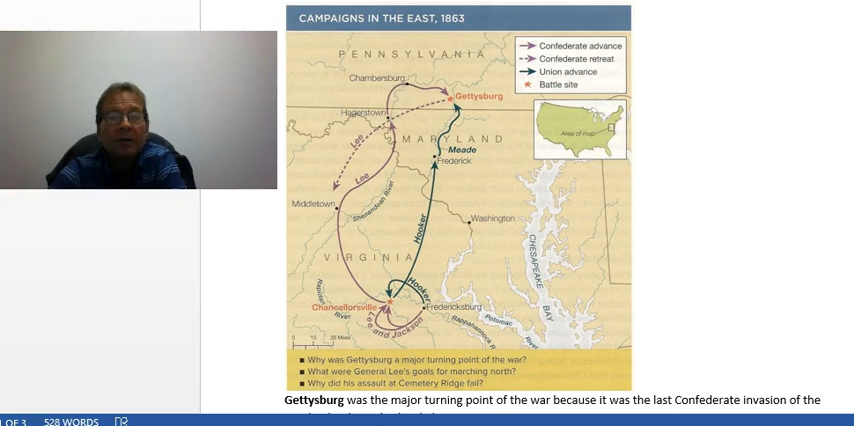 CAMPAIGNS IN THE EAST, 1863
PENNSYLVANIA
Confederate advance
Confederate retreat
Union advance
Battle site
Chambersburg
Gettysburg
Hagerstown
MARYLAND
Area of map
Lee
Meade
Frederick
Lee
Shenandoah River
Middletown
Washington
Hooker
VIRGINIA
CHESAPEAKE BAY
Hooker
Rapidan River
Chancellorsville
Fredericksburg
Lee and Jackson
Rappahannock R
Potomac River
0 10 20 Miles
■ Why was Gettysburg a major turning point of the war?
■ What were General Lee's goals for marching north?
■ Why did his assault at Cemetery Ridge fail?
Gettysburg was the major turning point of the war because it was the last Confederate invasion of the
OF 3 528 WORDS